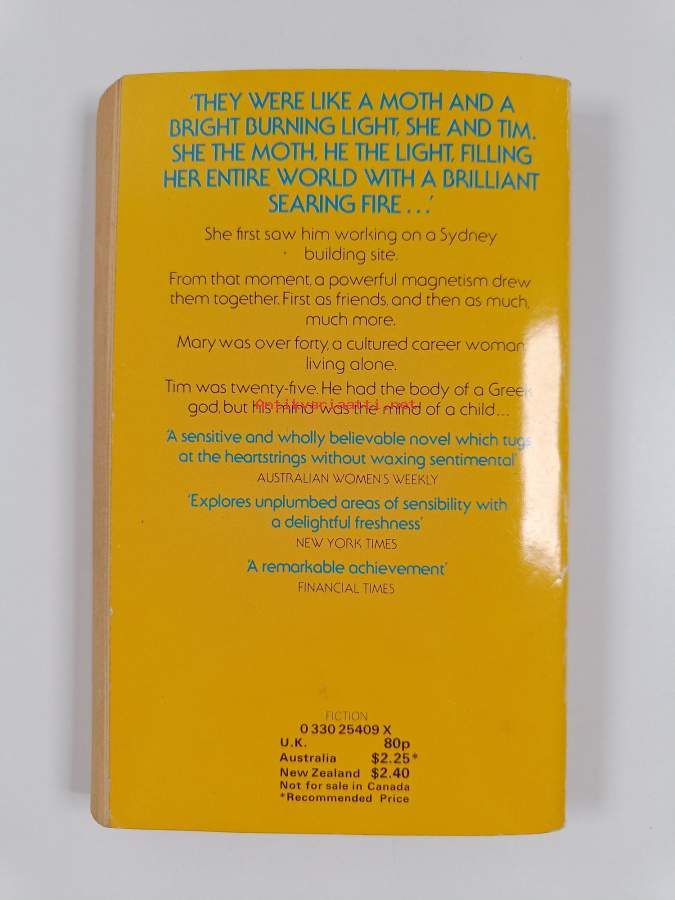 'THEY WERE LIKE A MOTH AND A
BRIGHT BURNING LIGHT, SHE AND TIM.
SHE THE MOTH, HE THE LIGHT, FILLING
HER ENTIRE WORLD WITH A BRILLIANT
SEARING FIRE...'
She first saw him working on a Sydney
building site.
From that moment, a powerful magnetism drew
them together. First as friends, and then as much,
much more.
Mary was over forty, a cultured career woman
living alone.
Tim was twenty-five. He had the body of a Greek
god, but his mind was the mind of a child...
Antikvariaatti.net
'A sensitive and wholly believable novel which tugs
at the heartstrings without waxing sentimental'
AUSTRALIAN WOMEN'S WEEKLY
'Explores unplumbed areas of sensibility with
a delightful freshness'
NEW YORK TIMES
'A remarkable achievement'
FINANCIAL TIMES
FICTION
0 330 25409 X
U.K. 80p
Australia $2.25*
New Zealand $2.40
Not for sale in Canada
*Recommended Price